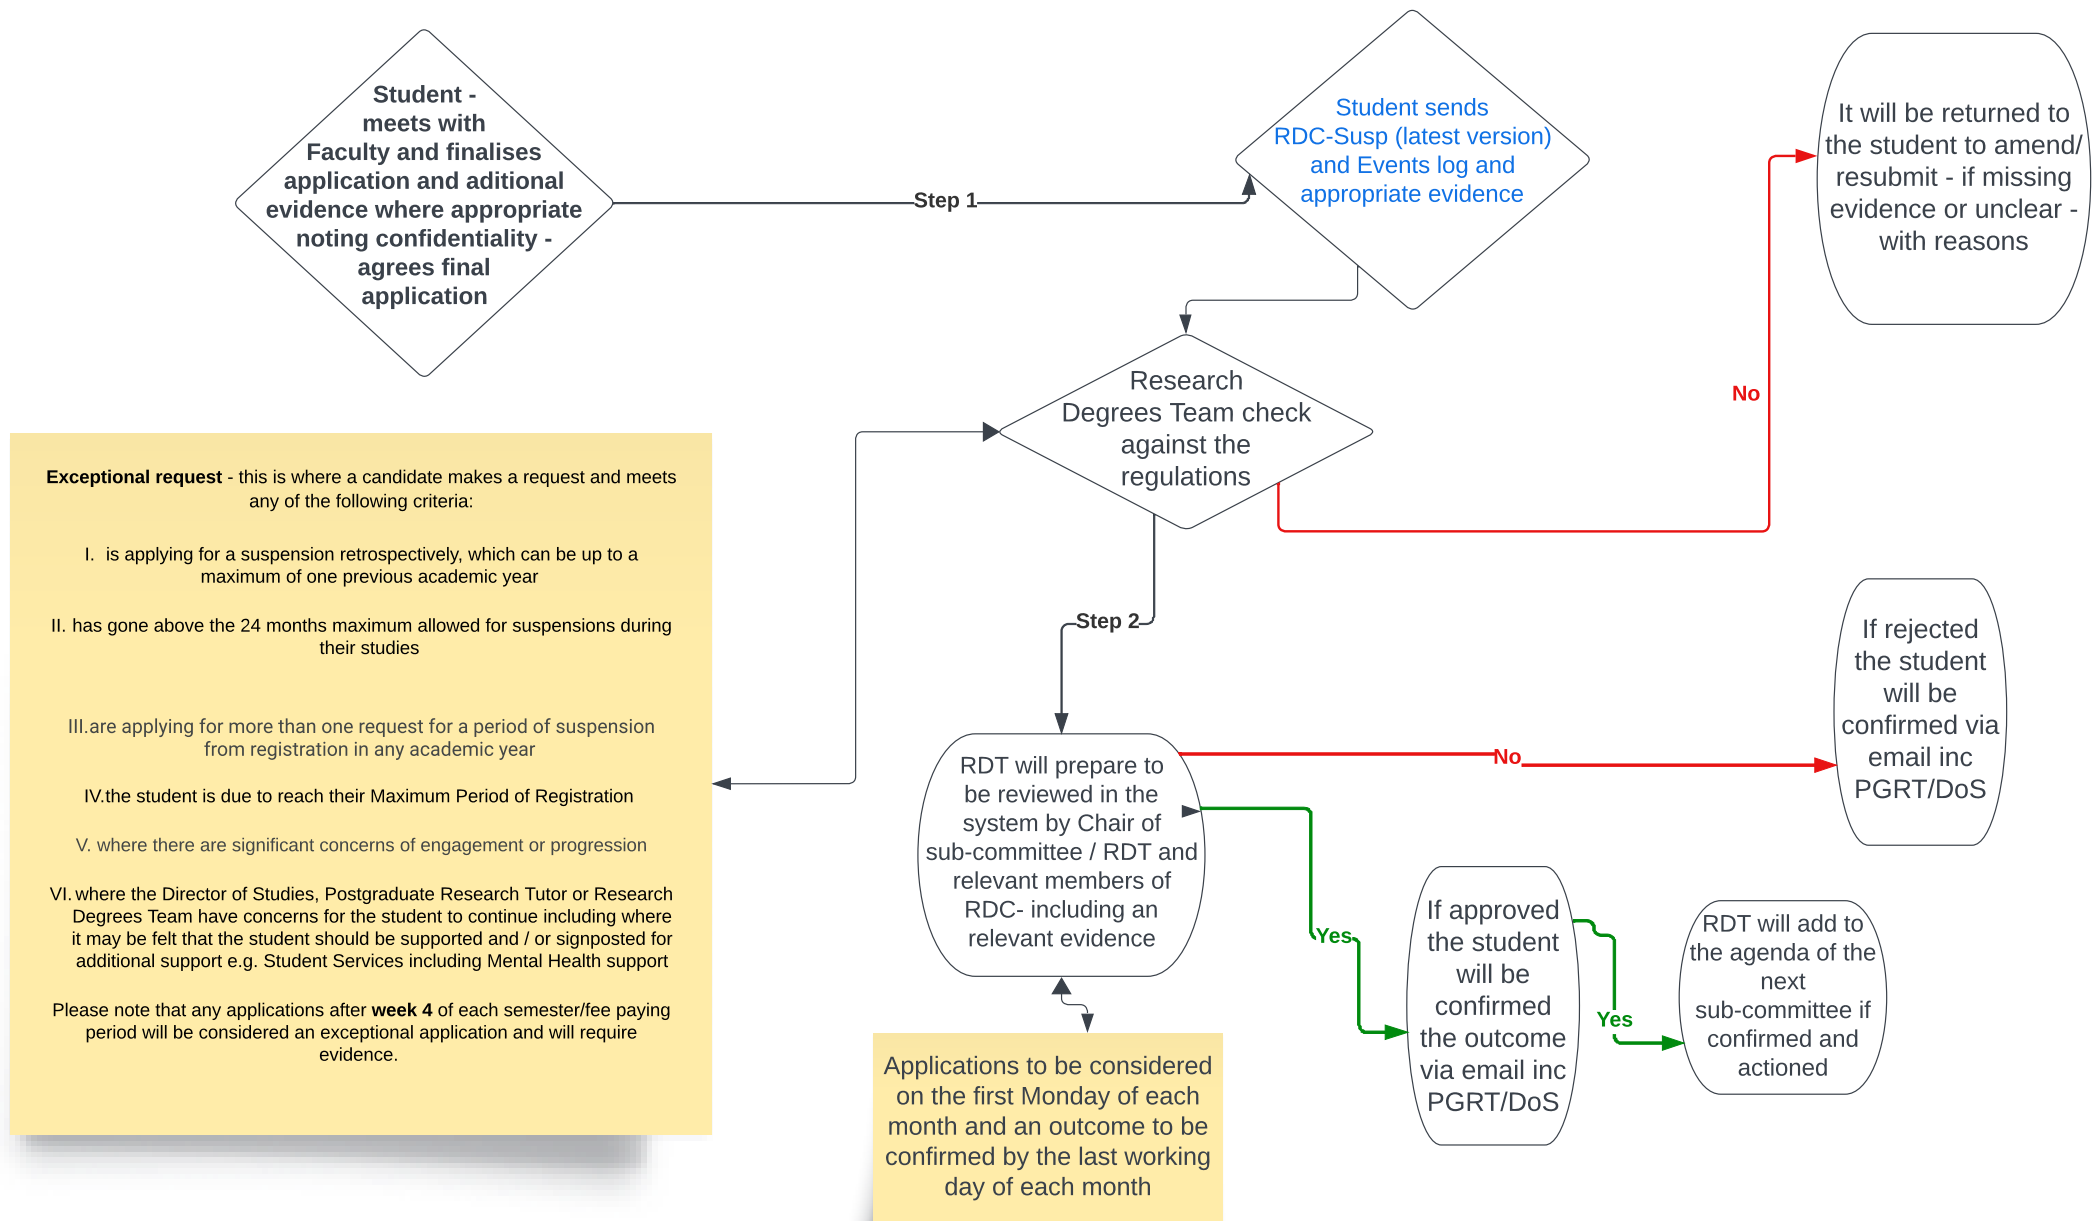 Student -
meets with
Faculty and finalises
application and aditional
evidence where appropriate
noting confidentiality -
agrees final
application
Step 1
Student sends
RDC-Susp (latest version)
and Events log and
appropriate evidence
It will be returned to
the student to amend/
resubmit - if missing
evidence or unclear -
with reasons
No
Research
Degrees Team check
against the
regulations
Exceptional request - this is where a candidate makes a request and meets
any of the following criteria:
I. is applying for a suspension retrospectively, which can be up to a
maximum of one previous academic year
II. has gone above the 24 months maximum allowed for suspensions during
their studies
III.are applying for more than one request for a period of suspension
from registration in any academic year
IV.the student is due to reach their Maximum Period of Registration
V. where there are significant concerns of engagement or progression
VI. where the Director of Studies, Postgraduate Research Tutor or Research
Degrees Team have concerns for the student to continue including where
it may be felt that the student should be supported and / or signposted for
additional support e.g. Student Services including Mental Health support
Please note that any applications after week 4 of each semester/fee paying
period will be considered an exceptional application and will require
evidence.
Step 2
RDT will prepare to
be reviewed in the
system by Chair of
sub-committee / RDT and
relevant members of
RDC- including an
relevant evidence
No
If rejected
the student
will be
confirmed via
email inc
PGRT/DoS
Yes
If approved
the student
will be
confirmed
the outcome
via email inc
PGRT/DoS
Yes
RDT will add to
the agenda of the
next
sub-committee if
confirmed and
actioned
Applications to be considered
on the first Monday of each
month and an outcome to be
confirmed by the last working
day of each month